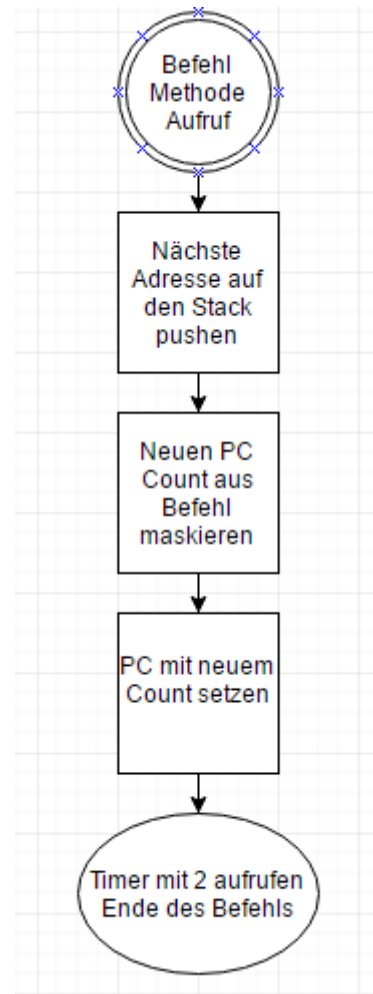 Befehl
Methode
Aufruf
Nächste
Adresse auf
den Stack
pushen
Neuen PC
Count aus
Befehl
maskieren
PC mit neuem
Count setzen
Timer mit 2 aufrufen
Ende des Befehls